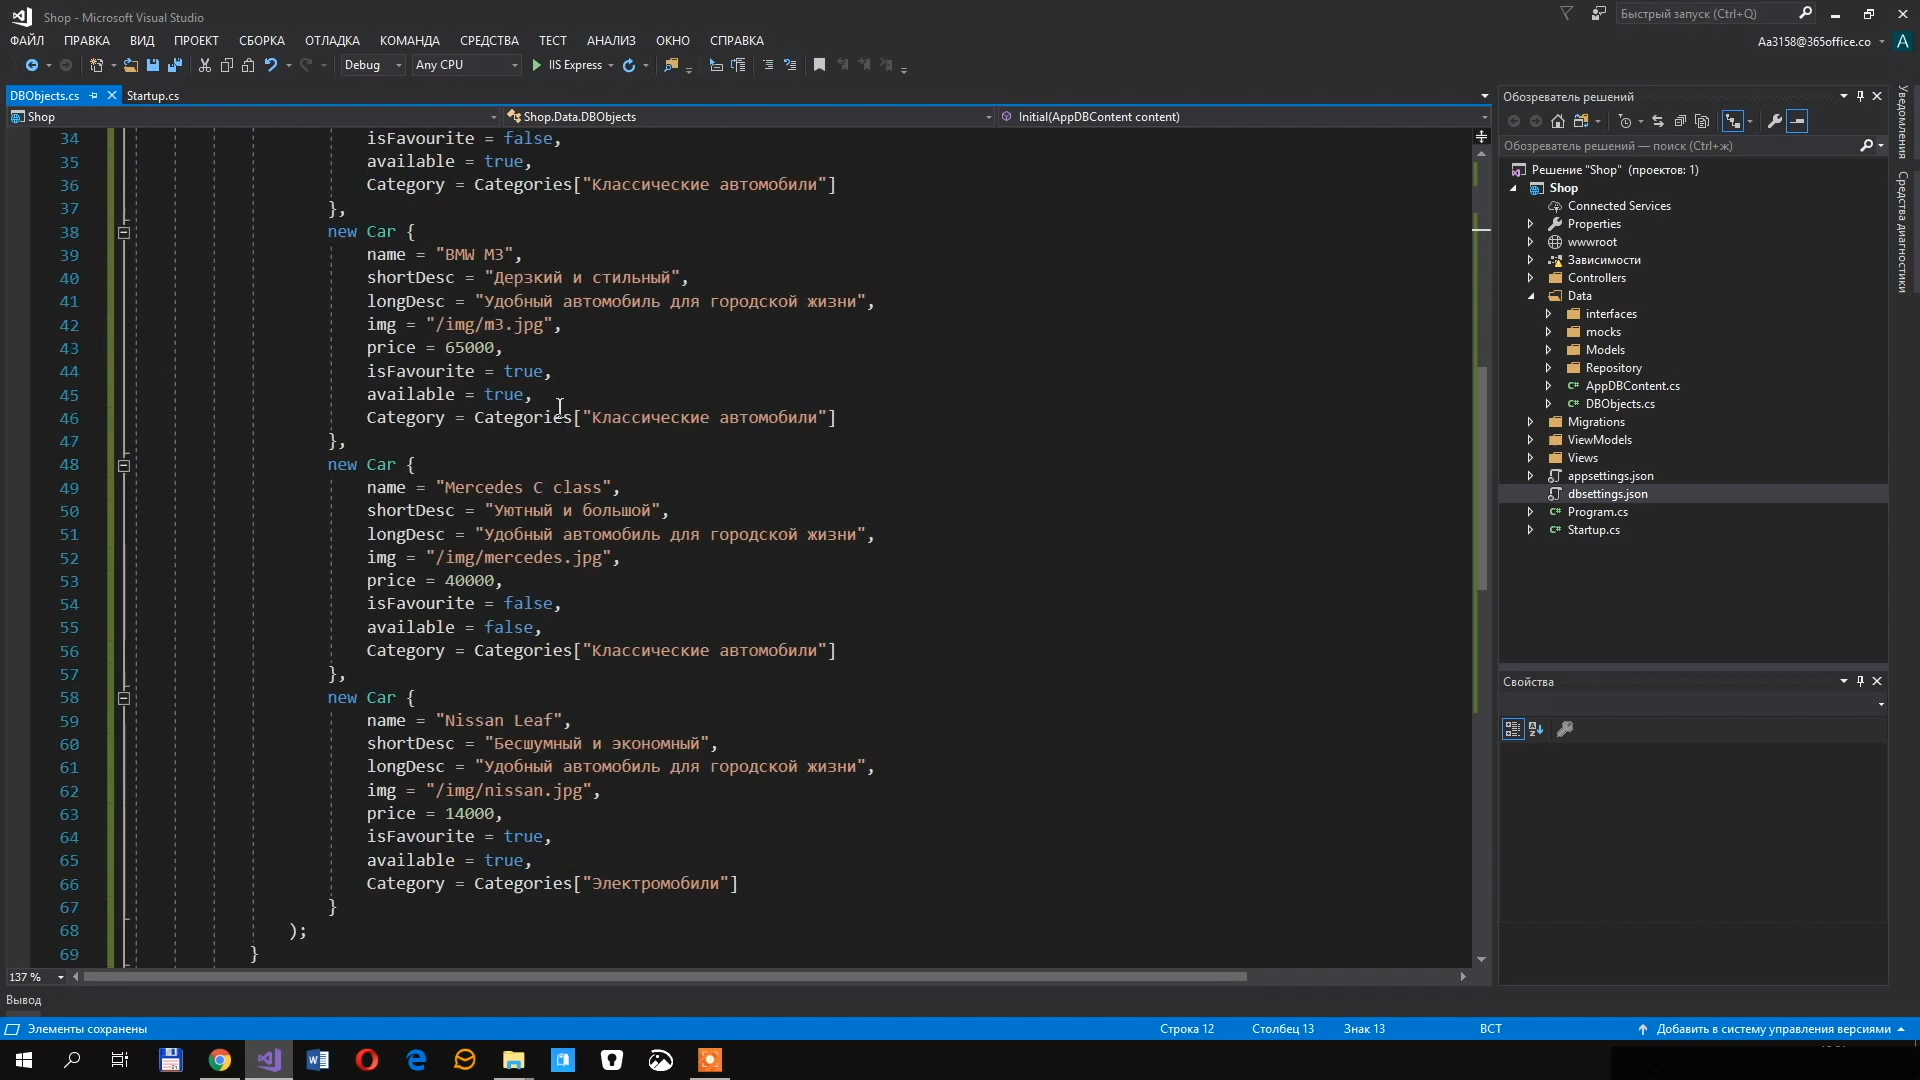 Shop - Microsoft Visual Studio
Быстрый запуск (Ctrl+Q)
ФАЙЛ ПРАВКА ВИД ПРОЕКТ СБОРКА ОТЛАДКА КОМАНДА СРЕДСТВА ТЕСТ АНАЛИЗ ОКНО СПРАВКА
Aa3158@365office.co A
Debug Any CPU IIS Express
DBObjects.cs Startup.cs
Shop Shop.Data.DBObjects Initial(AppDBContent content)
34 isFavourite = false,
35 available = true,
36 Category = Categories["Классические автомобили"]
37 },
38 new Car {
39 name = "BMW M3",
40 shortDesc = "Дерзкий и стильный",
41 longDesc = "Удобный автомобиль для городской жизни",
42 img = "/img/m3.jpg",
43 price = 65000,
44 isFavourite = true,
45 available = true,
46 Category = Categories["Классические автомобили"]
47 },
48 new Car {
49 name = "Mercedes C class",
50 shortDesc = "Уютный и большой",
51 longDesc = "Удобный автомобиль для городской жизни",
52 img = "/img/mercedes.jpg",
53 price = 40000,
54 isFavourite = false,
55 available = false,
56 Category = Categories["Классические автомобили"]
57 },
58 new Car {
59 name = "Nissan Leaf",
60 shortDesc = "Бесшумный и экономный",
61 longDesc = "Удобный автомобиль для городской жизни",
62 img = "/img/nissan.jpg",
63 price = 14000,
64 isFavourite = true,
65 available = true,
66 Category = Categories["Электромобили"]
67 }
68 );
69 }
137 %
Вывод
Обозреватель решений
Обозреватель решений — поиск (Ctrl+ж)
Решение "Shop" (проектов: 1)
Shop
Connected Services
Properties
wwwroot
Зависимости
Controllers
Data
interfaces
mocks
Models
Repository
AppDBContent.cs
DBObjects.cs
Migrations
ViewModels
Views
appsettings.json
dbsettings.json
Program.cs
Startup.cs
Свойства
Уведомления
Средства диагностики
Элементы сохранены Строка 12 Столбец 13 Знак 13 ВСТ Добавить в систему управления версиями